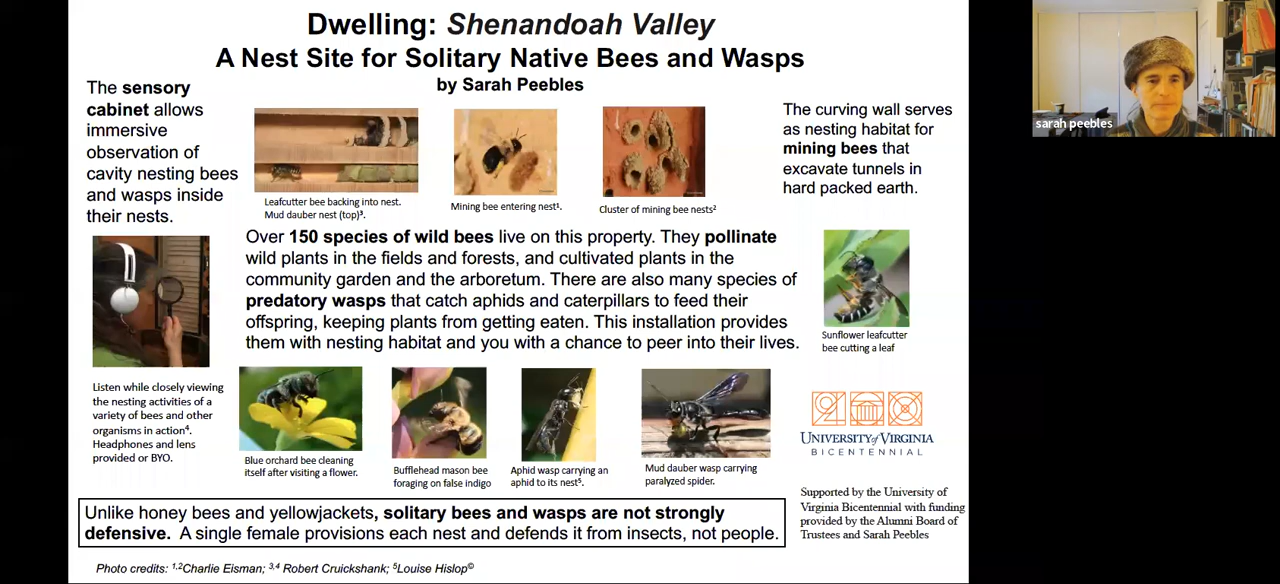 Dwelling: Shenandoah Valley
A Nest Site for Solitary Native Bees and Wasps
by Sarah Peebles
The sensory
cabinet allows
immersive
observation of
cavity nesting bees
and wasps inside
their nests.
Leafcutter bee backing into nest.
Mud dauber nest (top)³.
Mining bee entering nest¹.
Cluster of mining bee nests²
The curving wall serves
as nesting habitat for
mining bees that
excavate tunnels in
hard packed earth.
sarah peebles
Over 150 species of wild bees live on this property. They pollinate
wild plants in the fields and forests, and cultivated plants in the
community garden and the arboretum. There are also many species of
predatory wasps that catch aphids and caterpillars to feed their
offspring, keeping plants from getting eaten. This installation provides
them with nesting habitat and you with a chance to peer into their lives.
Sunflower leafcutter
bee cutting a leaf
Listen while closely viewing
the nesting activities of a
variety of bees and other
organisms in action⁴.
Headphones and lens
provided or BYO.
Blue orchard bee cleaning
itself after visiting a flower.
Bufflehead mason bee
foraging on false indigo
Aphid wasp carrying an
aphid to its nest⁵.
Mud dauber wasp carrying
paralyzed spider.
UNIVERSITY of VIRGINIA
BICENTENNIAL
Supported by the University of
Virginia Bicentennial with funding
provided by the Alumni Board of
Trustees and Sarah Peebles
Unlike honey bees and yellowjackets, solitary bees and wasps are not strongly
defensive. A single female provisions each nest and defends it from insects, not people.
Photo credits: ¹,²Charlie Eisman; ³,⁴ Robert Cruickshank; ⁵Louise Hislop©